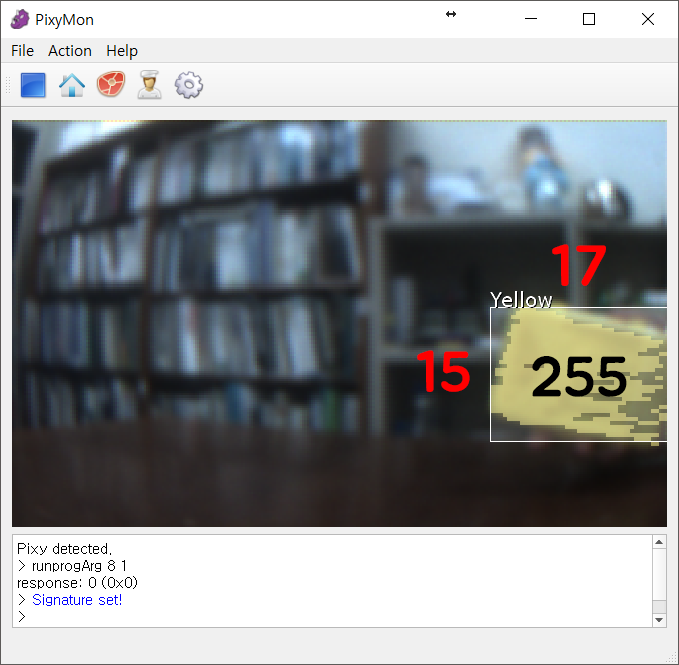 PixyMon
File Action Help
17
Yellow
15
255
Pixy detected,
> runprogArg 8 1
response: 0 (0x0)
> Signature set!
>